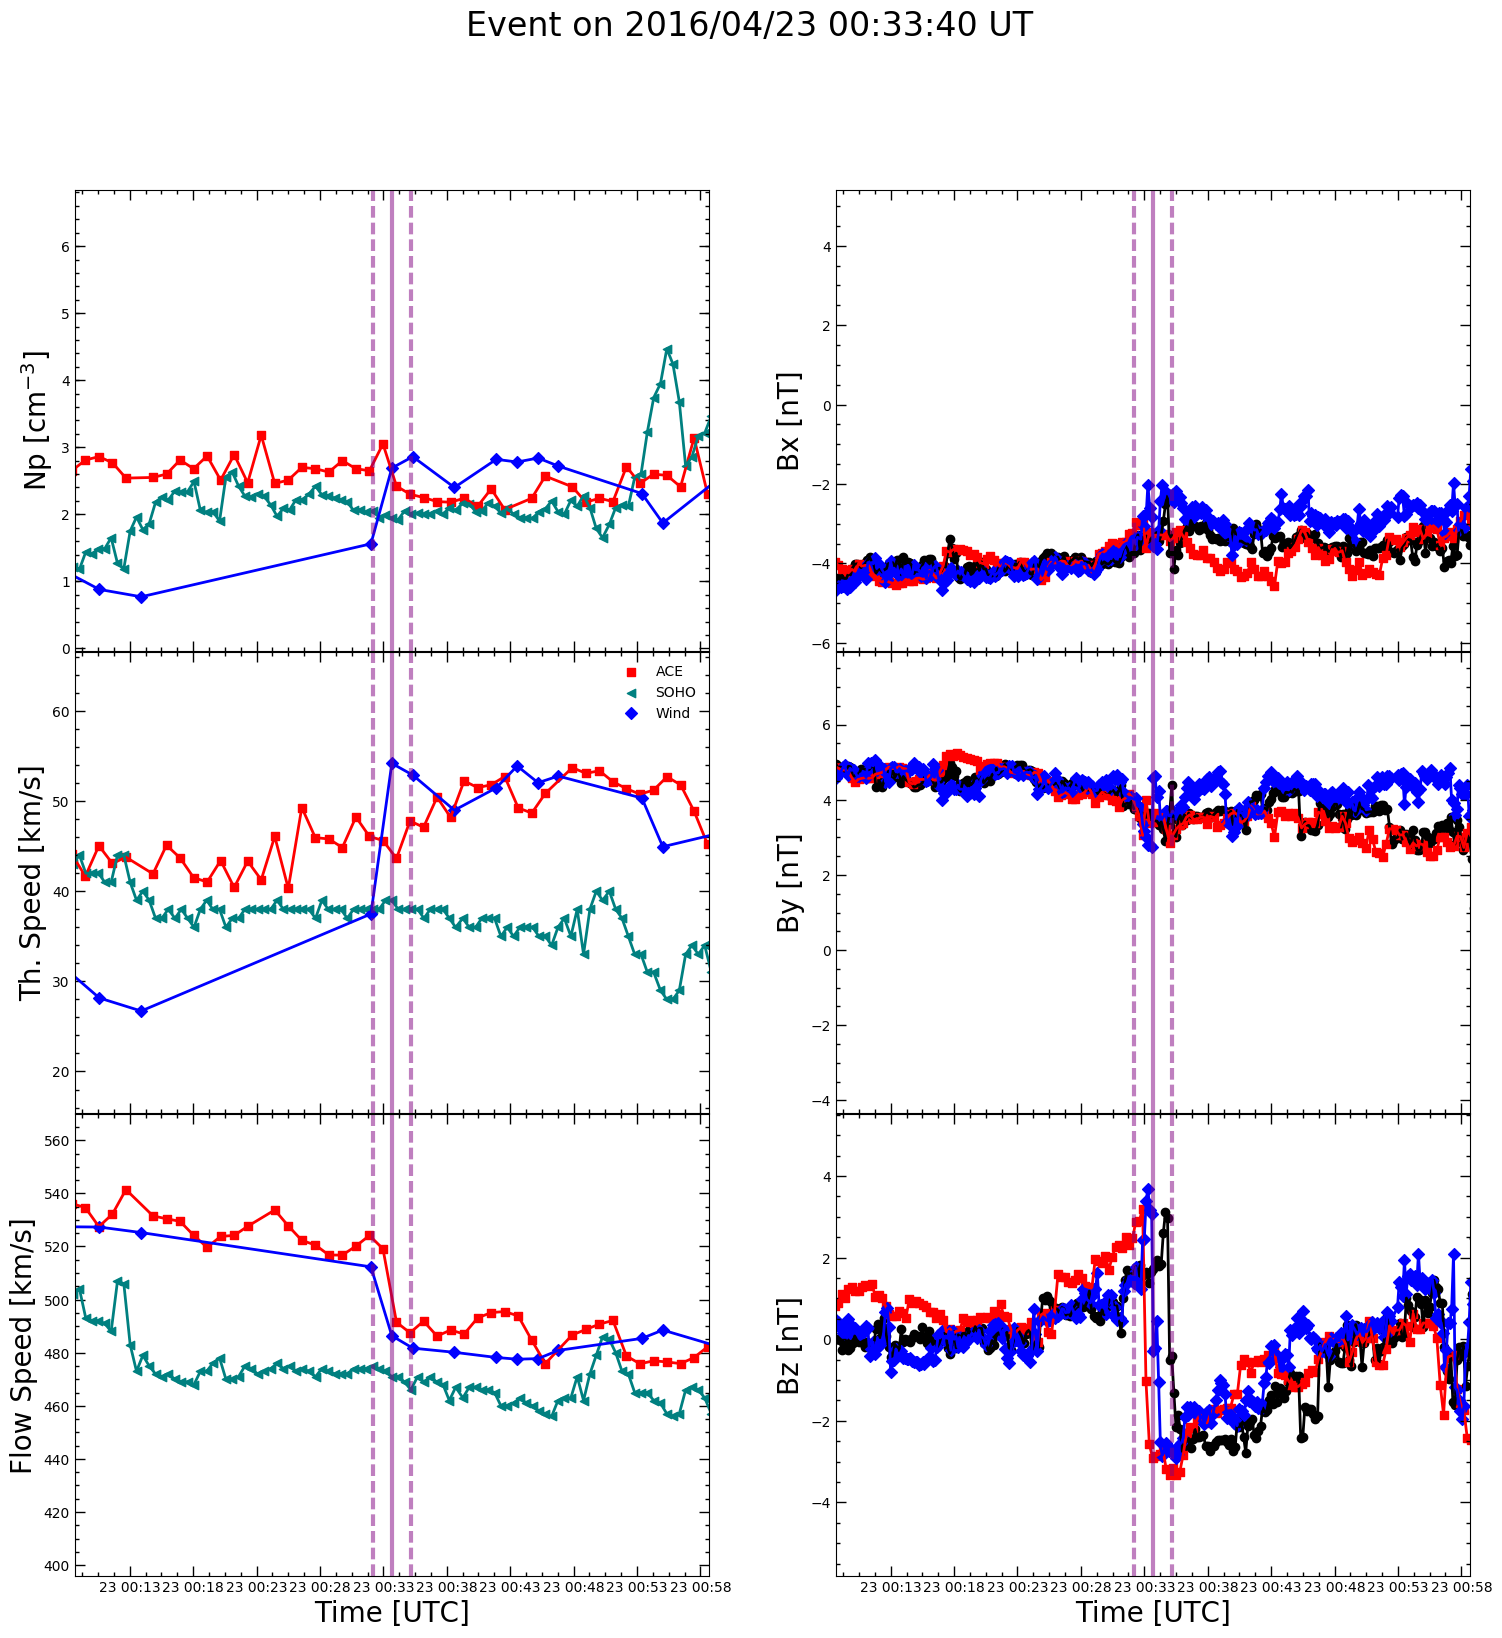 Event on 2016/04/23 00:33:40 UT
Np [cm⁻³]
6
5
4
3
2
1
0
Th. Speed [km/s]
60
50
40
30
20
ACE
SOHO
Wind
Flow Speed [km/s]
560
540
520
500
480
460
440
420
400
23 00:13 23 00:18 23 00:23 23 00:28 23 00:33 23 00:38 23 00:43 23 00:48 23 00:53 23 00:58
Time [UTC]
Bx [nT]
4
2
0
−2
−4
−6
By [nT]
6
4
2
0
−2
−4
Bz [nT]
4
2
0
−2
−4
23 00:13 23 00:18 23 00:23 23 00:28 23 00:33 23 00:38 23 00:43 23 00:48 23 00:53 23 00:58
Time [UTC]